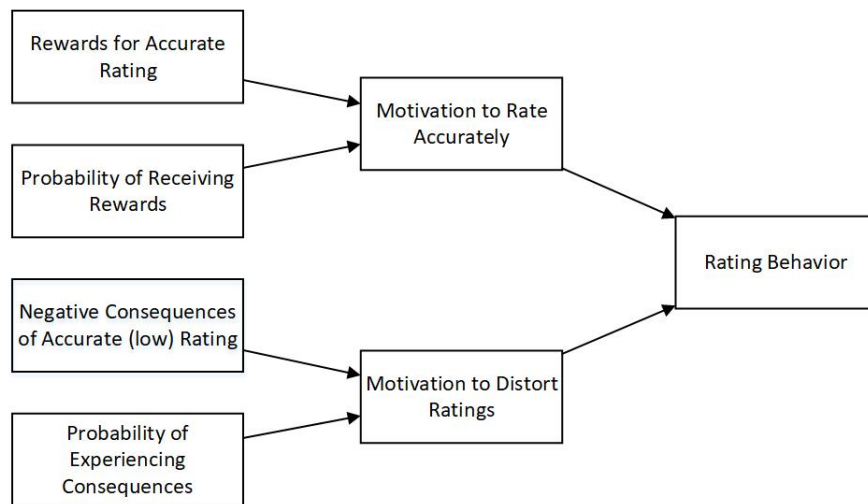 Rewards for Accurate
Rating
Motivation to Rate
Accurately
Probability of Receiving
Rewards
Rating Behavior
Negative Consequences
of Accurate (low) Rating
Motivation to Distort
Ratings
Probability of
Experiencing
Consequences